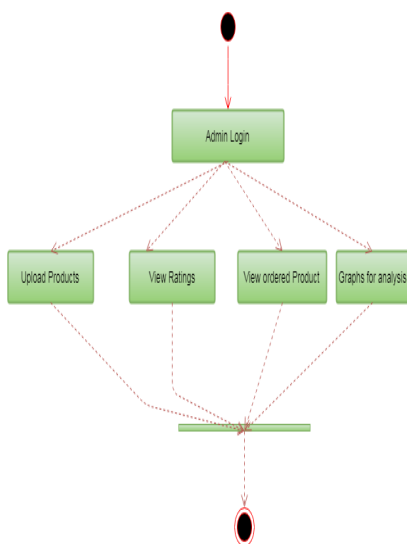 Admin Login
Upload Products
View Ratings
View ordered Product
Graphs for analysis